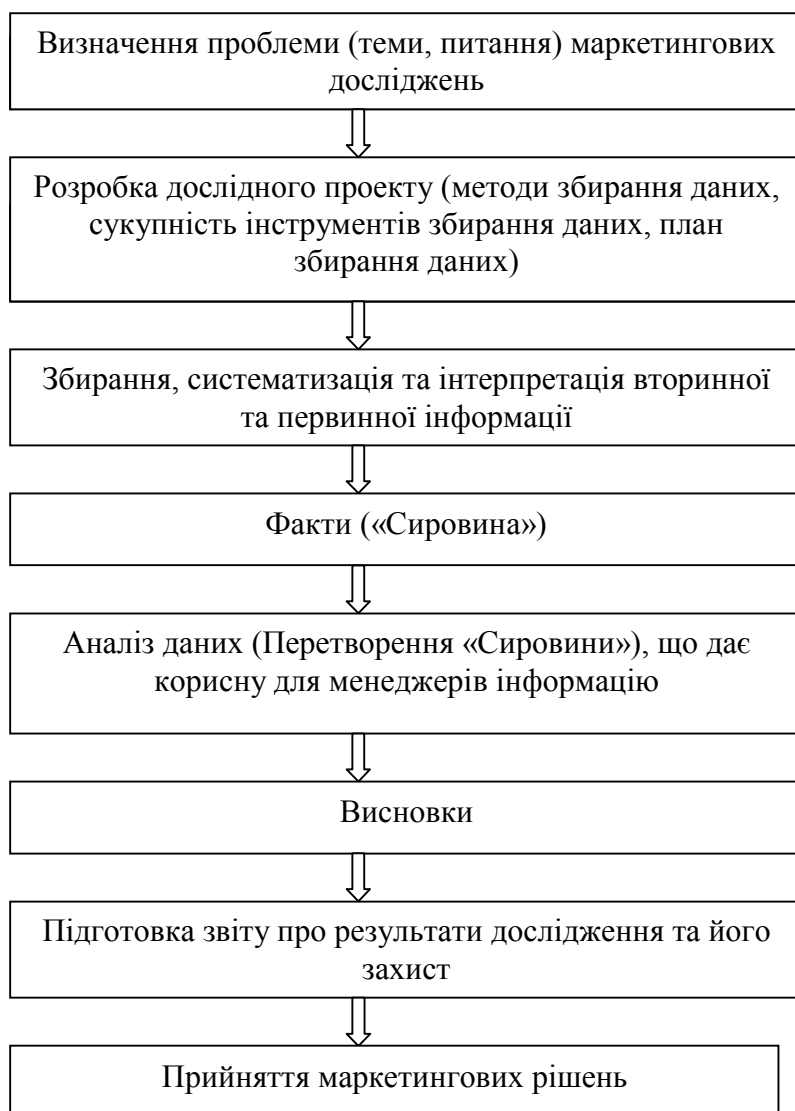 Визначення проблеми (теми, питання) маркетингових
досліджень
Розробка дослідного проекту (методи збирання даних,
сукупність інструментів збирання даних, план
збирання даних)
Збирання, систематизація та інтерпретація вторинної
та первинної інформації
Факти («Сировина»)
Аналіз даних (Перетворення «Сировини»), що дає
корисну для менеджерів інформацію
Висновки
Підготовка звіту про результати дослідження та його
захист
Прийняття маркетингових рішень